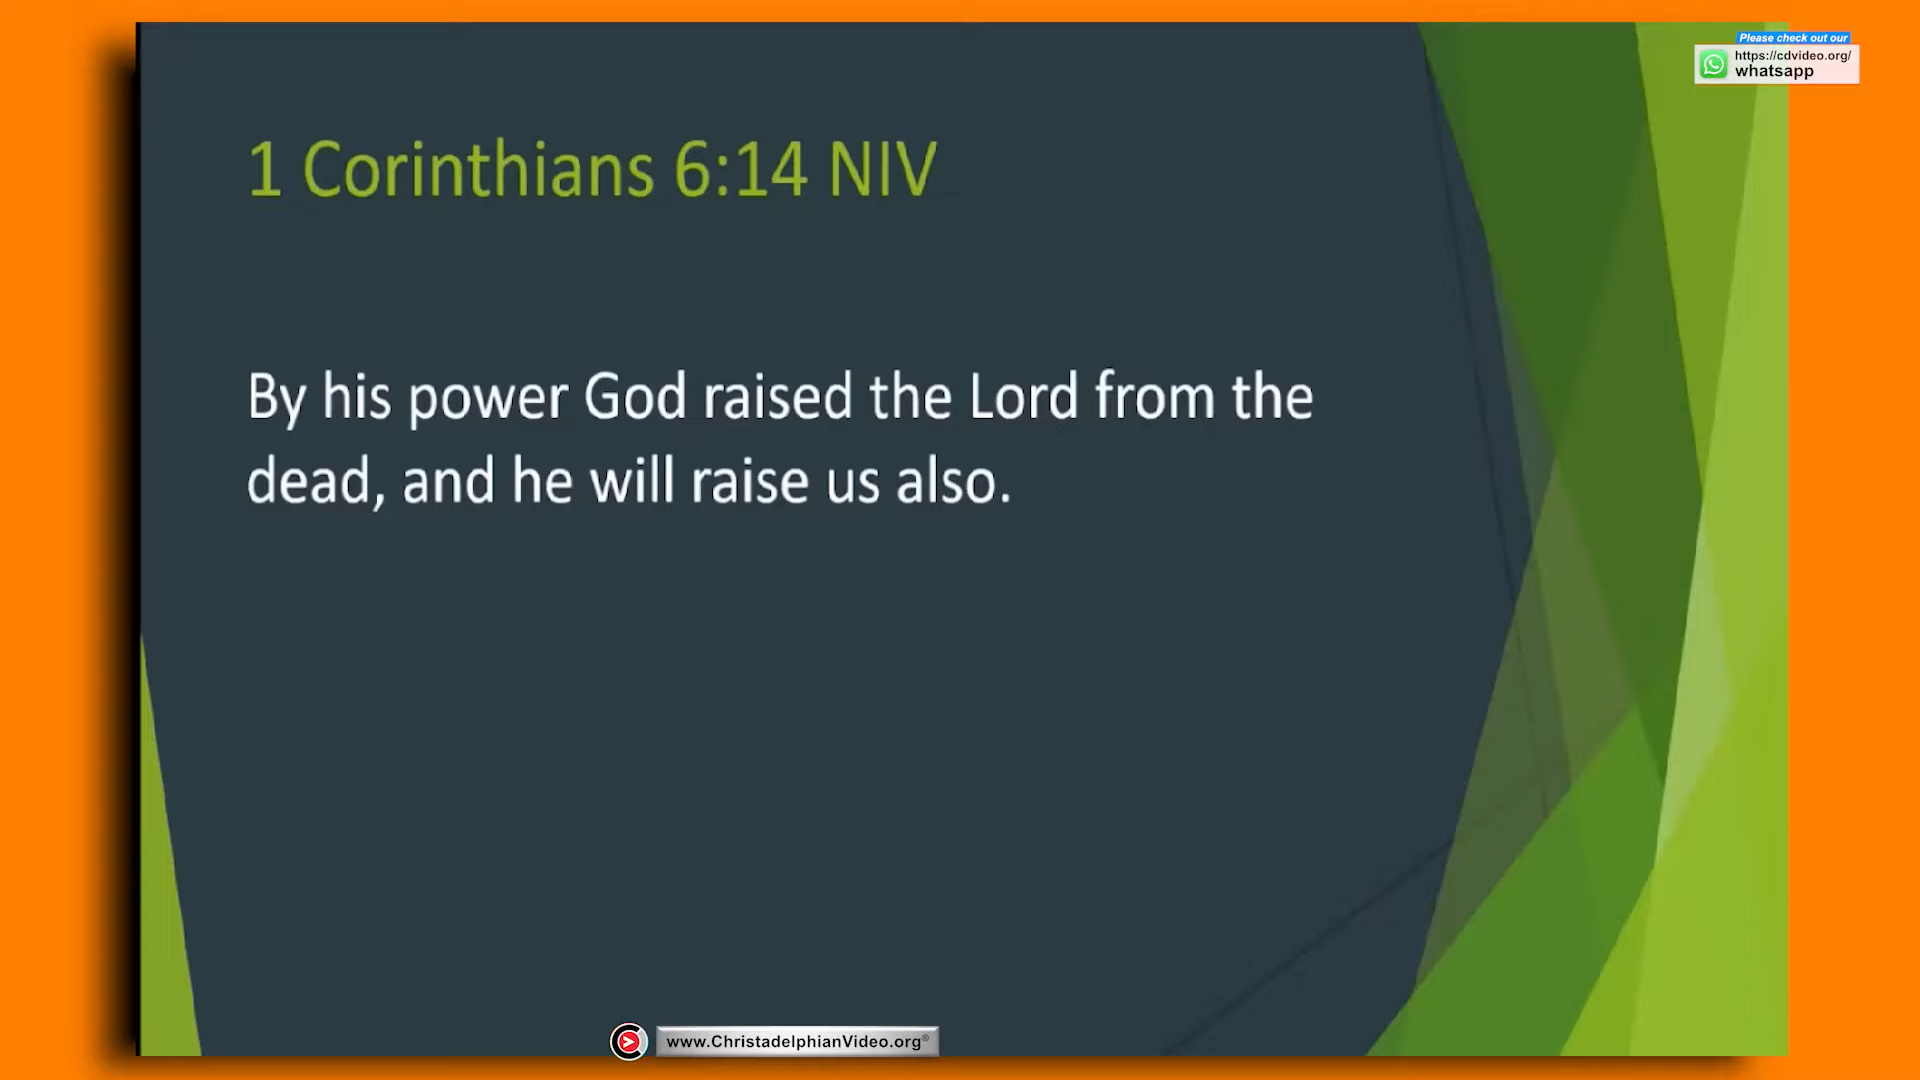 Please check out our
https://cdvideo.org/
whatsapp
1 Corinthians 6:14 NIV
By his power God raised the Lord from the
dead, and he will raise us also.
www.ChristadelphianVideo.org®